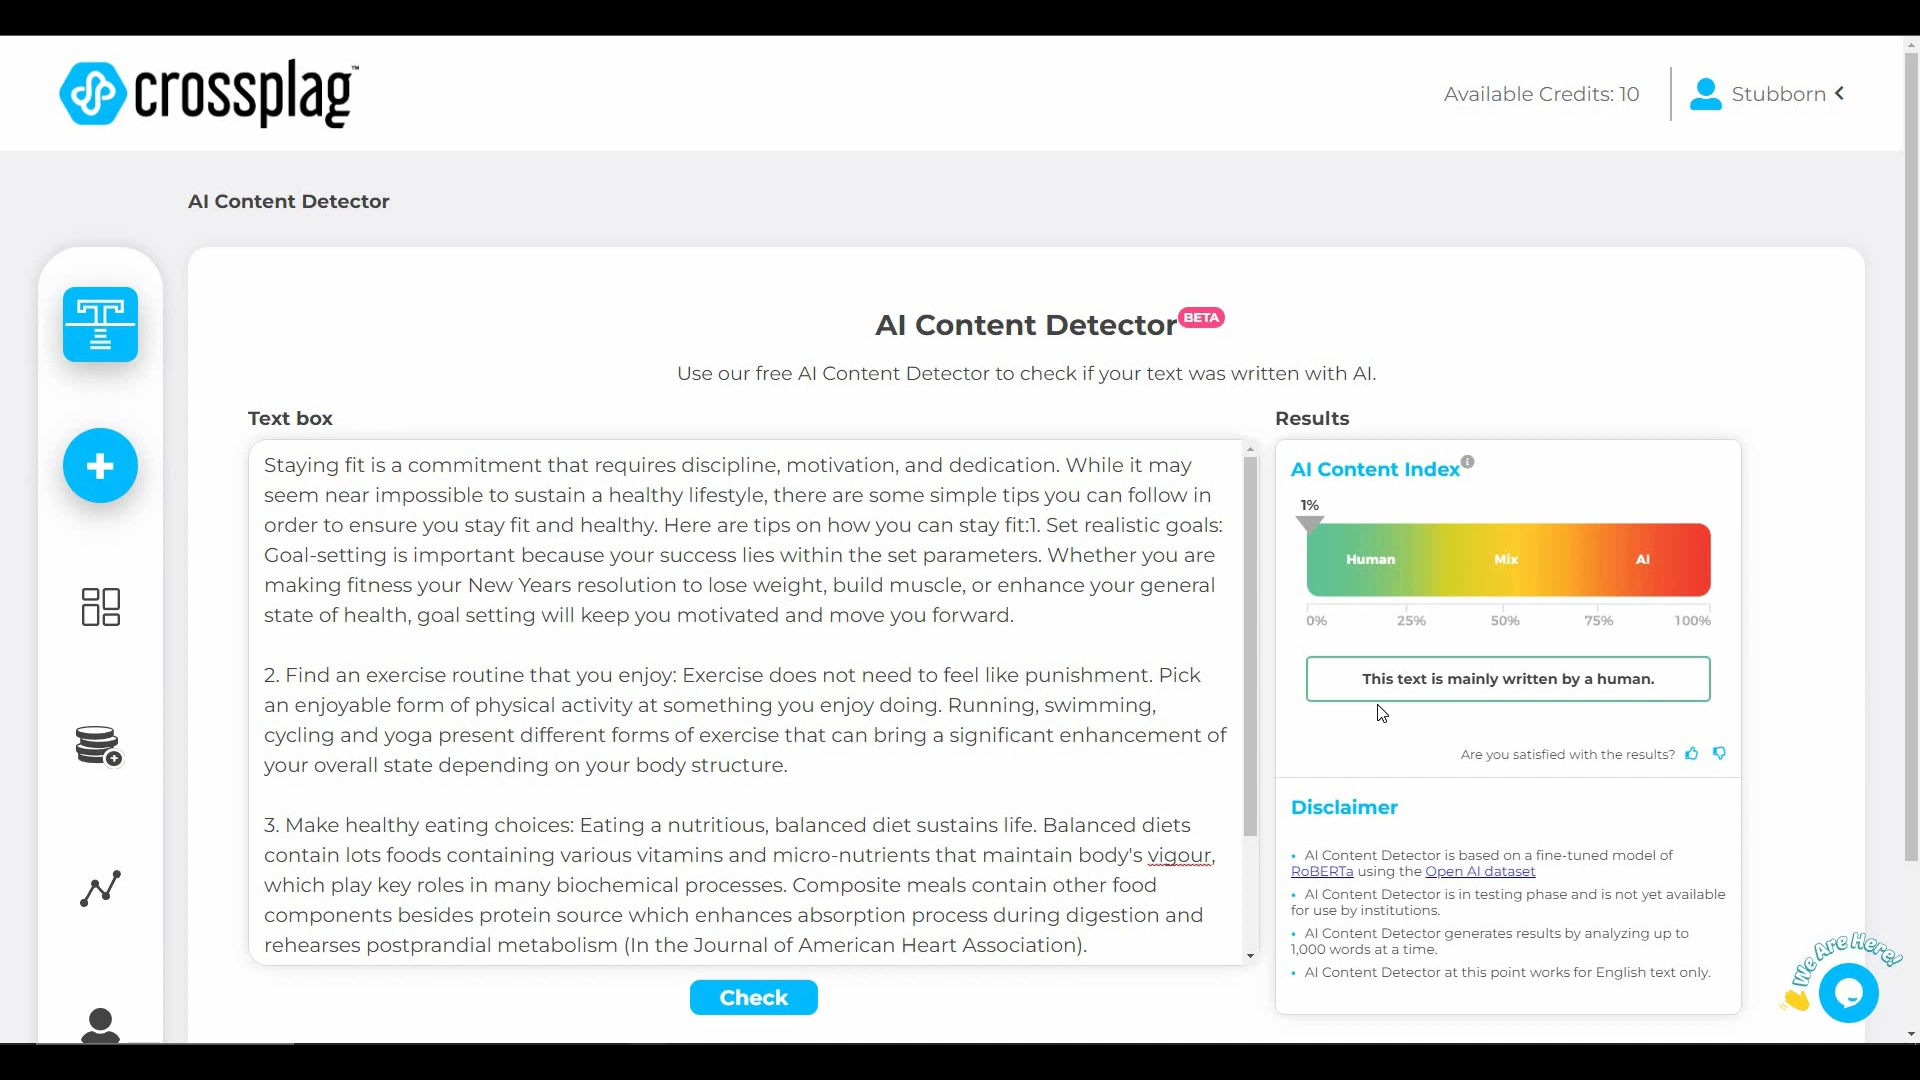 crossplag™
Available Credits: 10
Stubborn
AI Content Detector
AI Content Detector BETA
Use our free AI Content Detector to check if your text was written with AI.
Text box
Staying fit is a commitment that requires discipline, motivation, and dedication. While it may
seem near impossible to sustain a healthy lifestyle, there are some simple tips you can follow in
order to ensure you stay fit and healthy. Here are tips on how you can stay fit:1. Set realistic goals:
Goal-setting is important because your success lies within the set parameters. Whether you are
making fitness your New Years resolution to lose weight, build muscle, or enhance your general
state of health, goal setting will keep you motivated and move you forward.
2. Find an exercise routine that you enjoy: Exercise does not need to feel like punishment. Pick
an enjoyable form of physical activity at something you enjoy doing. Running, swimming,
cycling and yoga present different forms of exercise that can bring a significant enhancement of
your overall state depending on your body structure.
3. Make healthy eating choices: Eating a nutritious, balanced diet sustains life. Balanced diets
contain lots foods containing various vitamins and micro-nutrients that maintain body's vigour,
which play key roles in many biochemical processes. Composite meals contain other food
components besides protein source which enhances absorption process during digestion and
rehearses postprandial metabolism (In the Journal of American Heart Association).
Check
Results
AI Content Index
1%
Human Mix AI
0% 25% 50% 75% 100%
This text is mainly written by a human.
Are you satisfied with the results?
Disclaimer
• AI Content Detector is based on a fine-tuned model of
RoBERTa using the Open AI dataset
• AI Content Detector is in testing phase and is not yet available
for use by institutions.
• AI Content Detector generates results by analyzing up to
1,000 words at a time.
• AI Content Detector at this point works for English text only.
We Are Here!